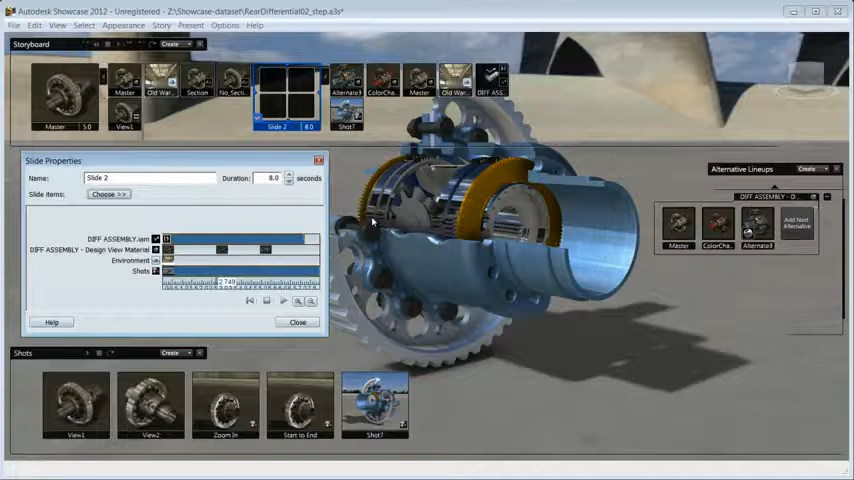 Autodesk Showcase 2012 - Unregistered - Z:\Showcase-dataset\RearDifferential02_step.a3s*
File Edit View Select Appearance Story Present Options Help
Storyboard
Create
Master
Old War...
Section
No_Secti...
Alternate3
ColorCha...
Master
Old War...
DIFF ASS...
Master 5.0
View1
Slide 2 8.0
Shot7
Slide Properties
Name: Slide 2 Duration: 8.0 seconds
Slide items: Choose >>
DIFF ASSEMBLY.iam
DIFF ASSEMBLY - Design View Material
Environment
Shots
2.749
Help Close
Alternative Lineups Create
DIFF ASSEMBLY - D...
Master
ColorCha...
Alternate3
Add Next
Alternative
Shots Create
View1
View2
Zoom In
Start to End
Shot7